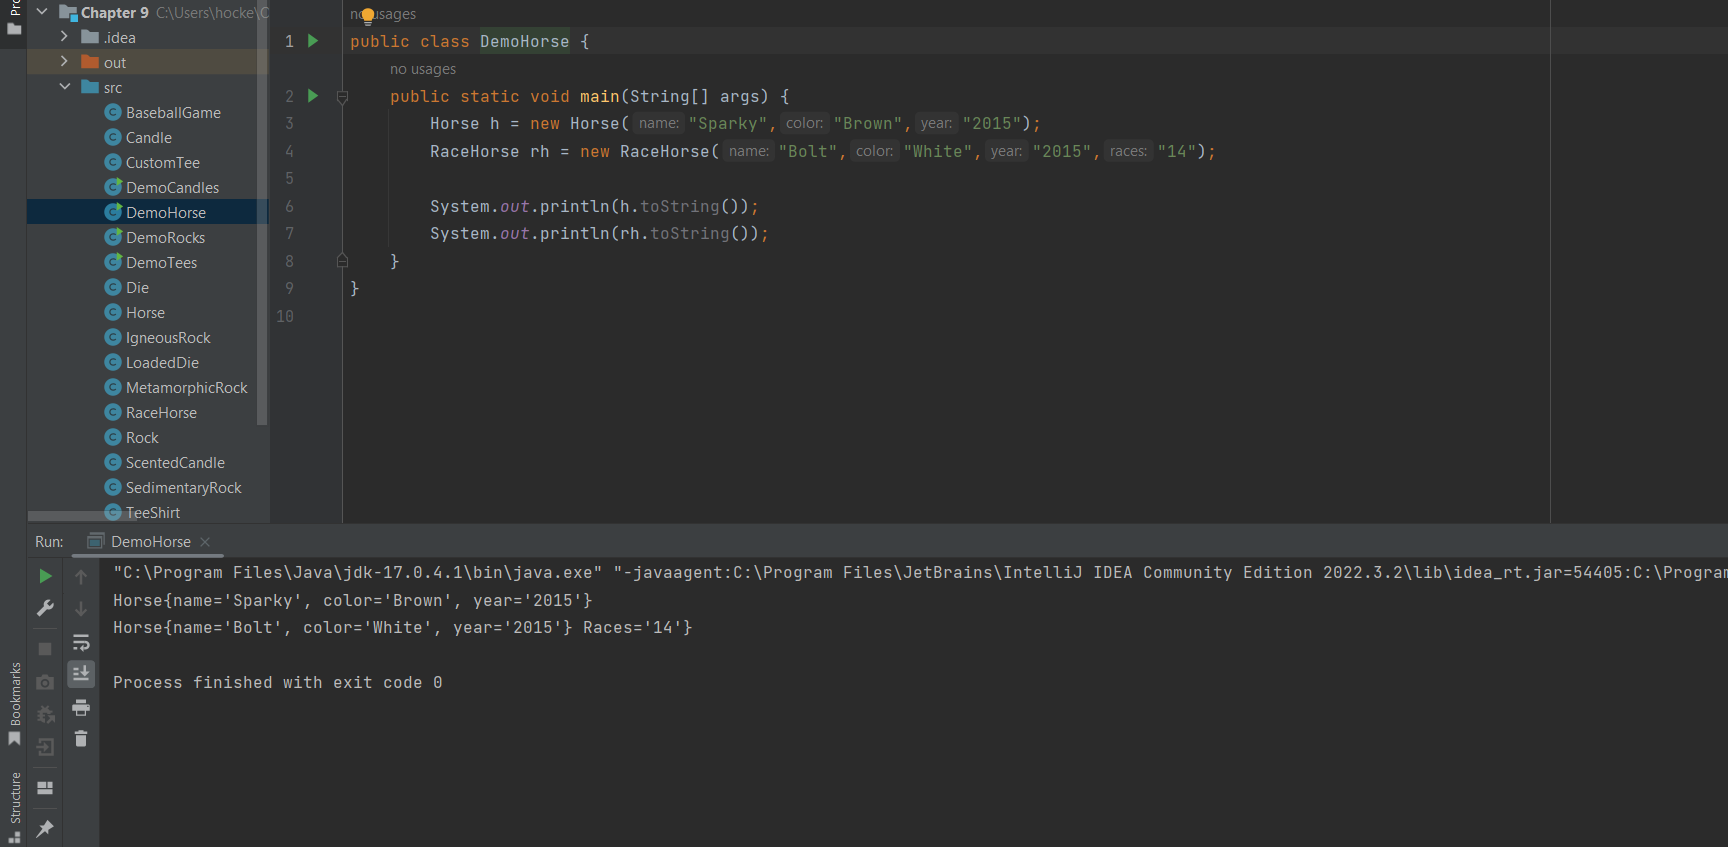 Chapter 9 C:\Users\hocke\
.idea
out
src
BaseballGame
Candle
CustomTee
DemoCandles
DemoHorse
DemoRocks
DemoTees
Die
Horse
IgneousRock
LoadedDie
MetamorphicRock
RaceHorse
Rock
ScentedCandle
SedimentaryRock
TeeShirt
no usages
1 public class DemoHorse {
no usages
2 public static void main(String[] args) {
3 Horse h = new Horse( name: "Sparky", color: "Brown", year: "2015");
4 RaceHorse rh = new RaceHorse( name: "Bolt", color: "White", year: "2015", races: "14");
5
6 System.out.println(h.toString());
7 System.out.println(rh.toString());
8 }
9 }
10
Run: DemoHorse
"C:\Program Files\Java\jdk-17.0.4.1\bin\java.exe" "-javaagent:C:\Program Files\JetBrains\IntelliJ IDEA Community Edition 2022.3.2\lib\idea_rt.jar=54405:C:\Program
Horse{name='Sparky', color='Brown', year='2015'}
Horse{name='Bolt', color='White', year='2015'} Races='14'}
Process finished with exit code 0
Bookmarks
Structure